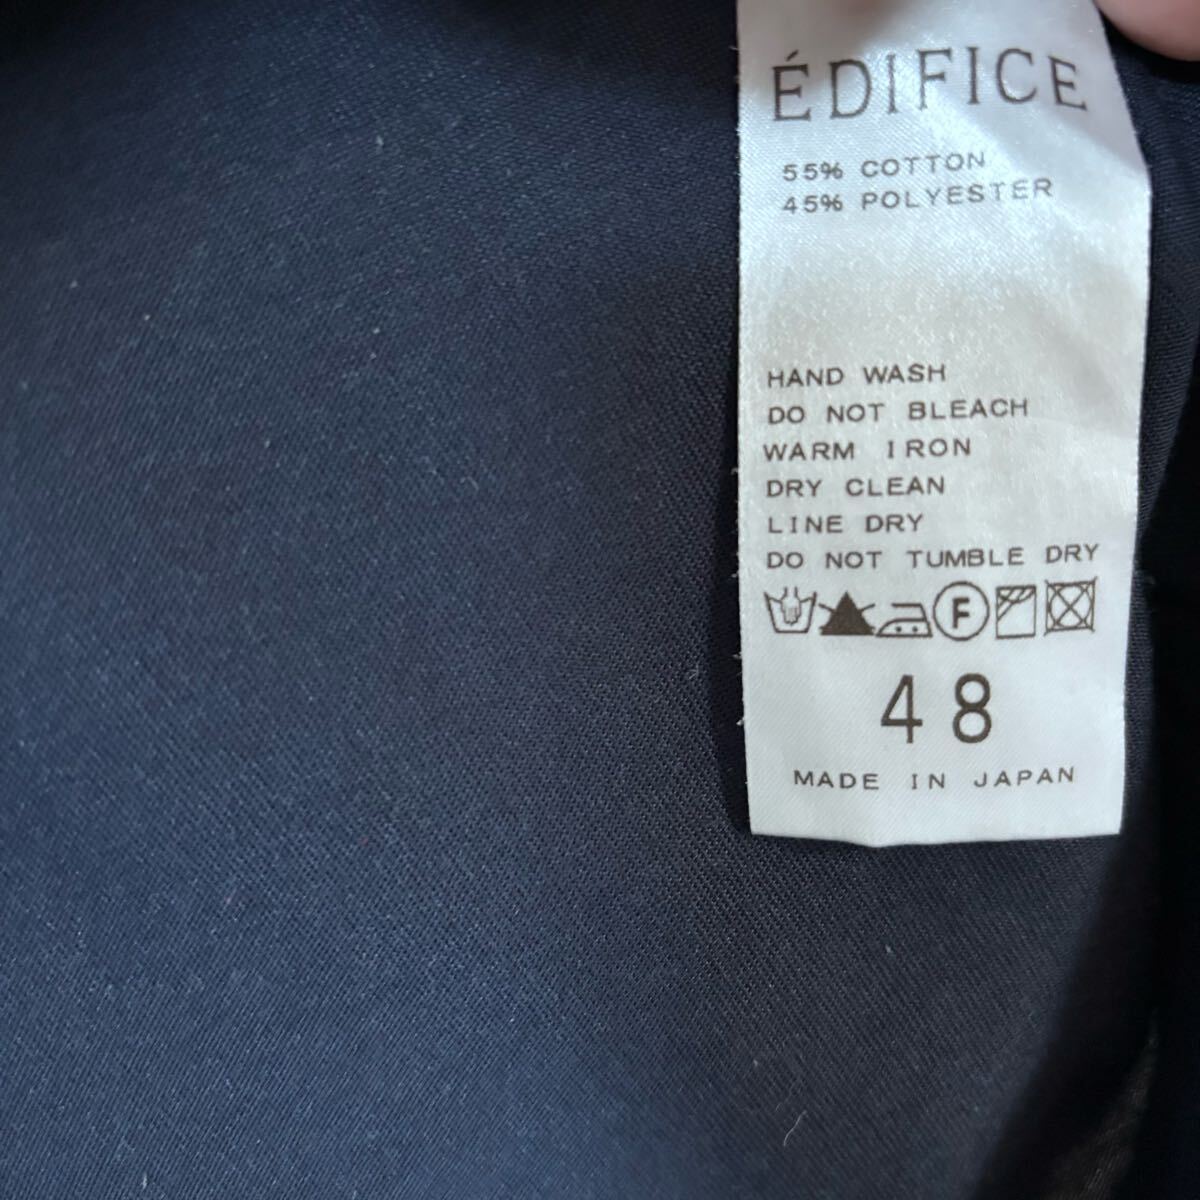 ÉDIFICE
55% COTTON
45% POLYESTER
HAND WASH
DO NOT BLEACH
WARM IRON
DRY CLEAN
LINE DRY
DO NOT TUMBLE DRY
F
48
MADE IN JAPAN